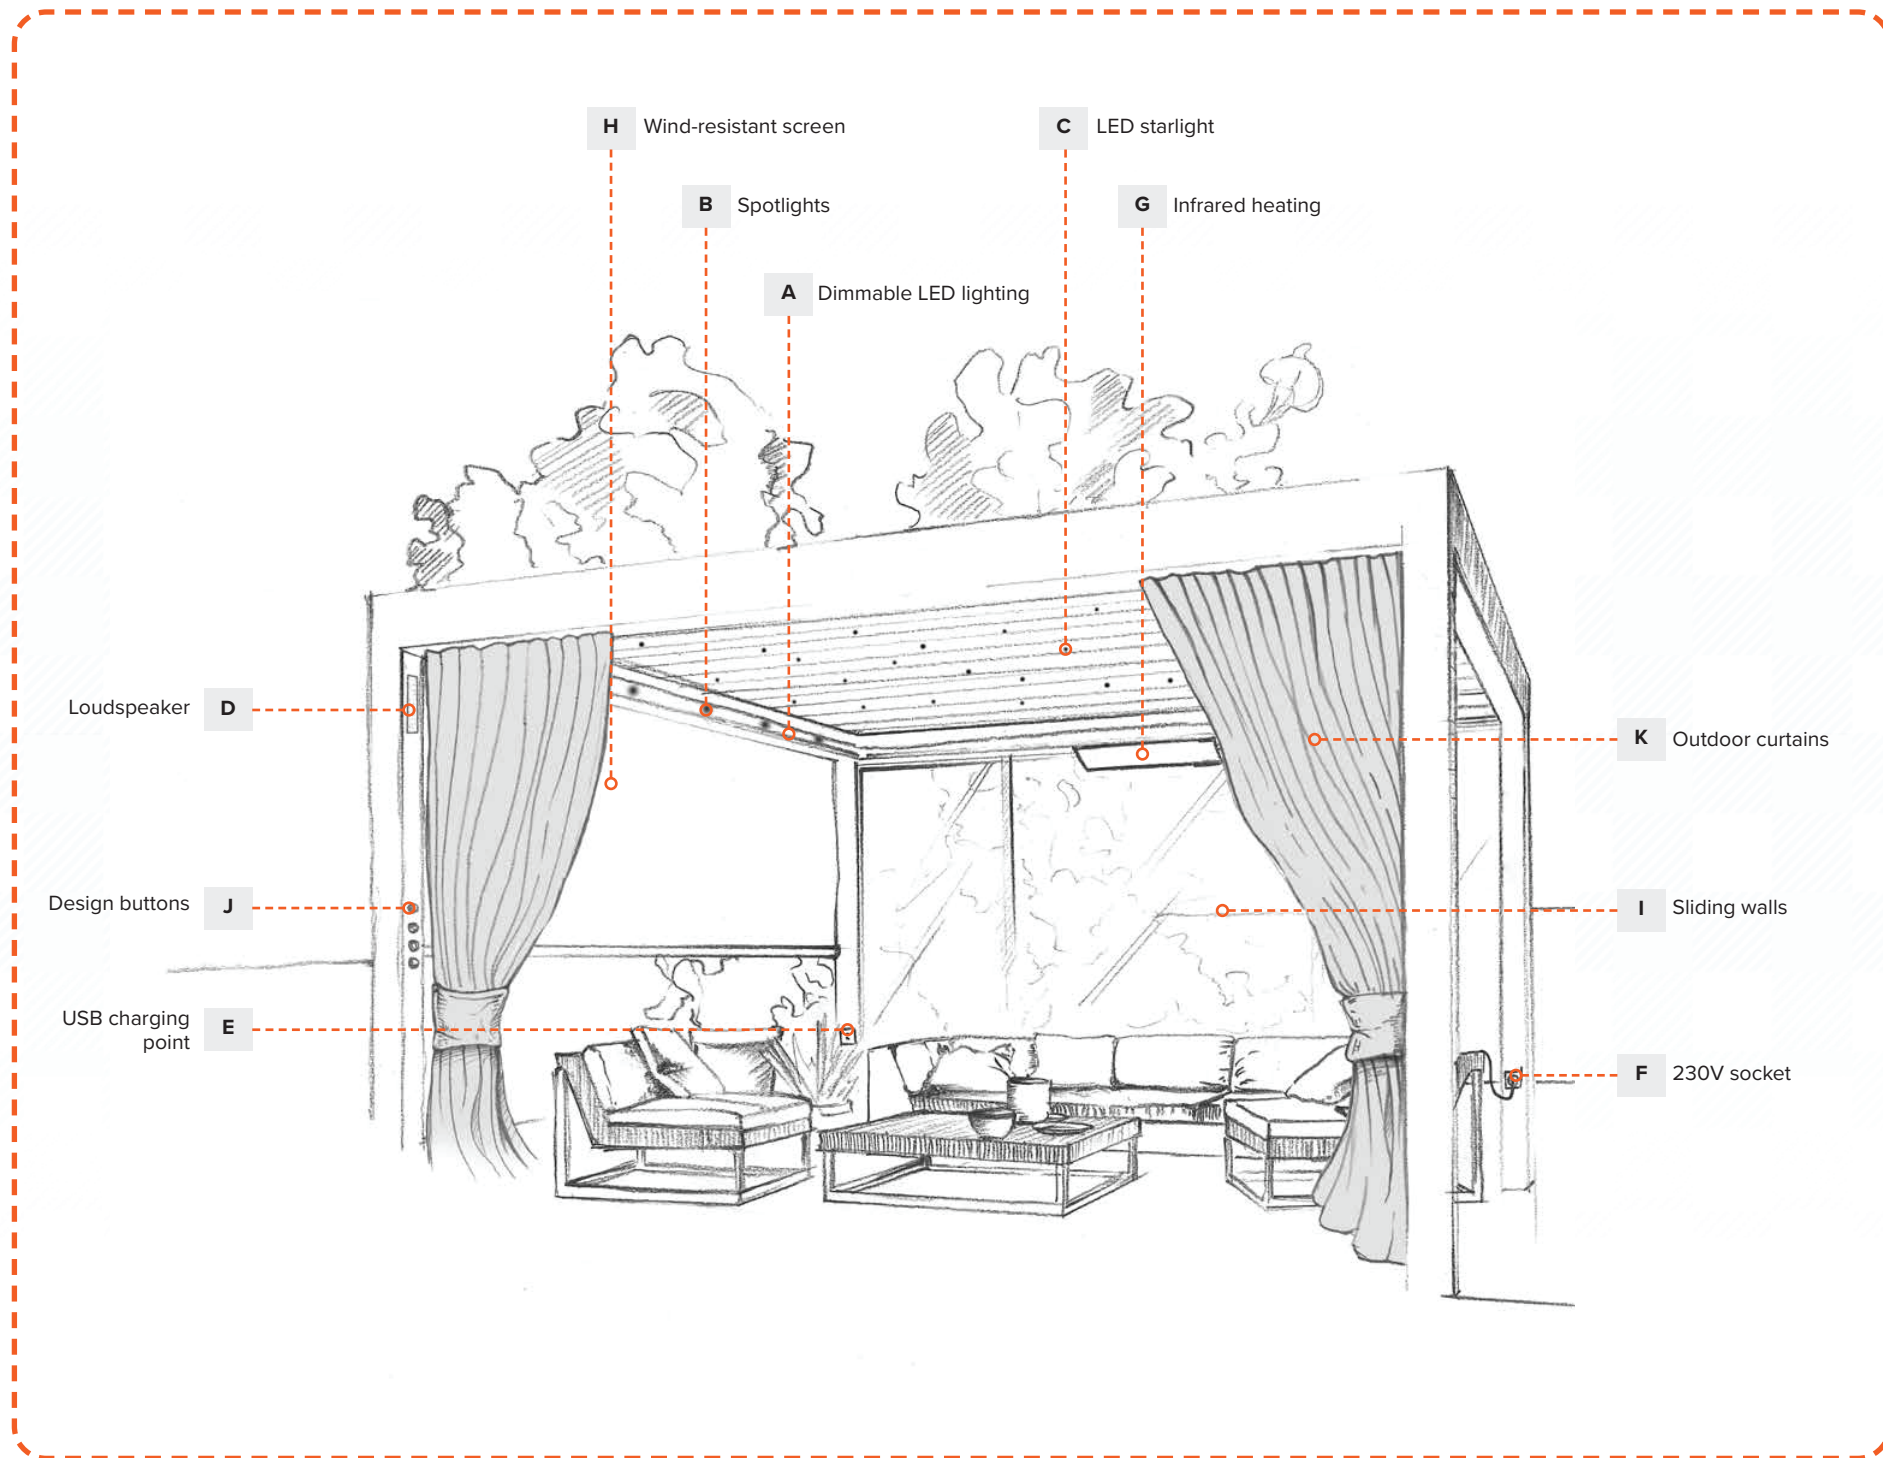 H Wind-resistant screen
C LED starlight
B Spotlights
G Infrared heating
A Dimmable LED lighting
Loudspeaker D
K Outdoor curtains
Design buttons J
I Sliding walls
USB charging
point E
F 230V socket